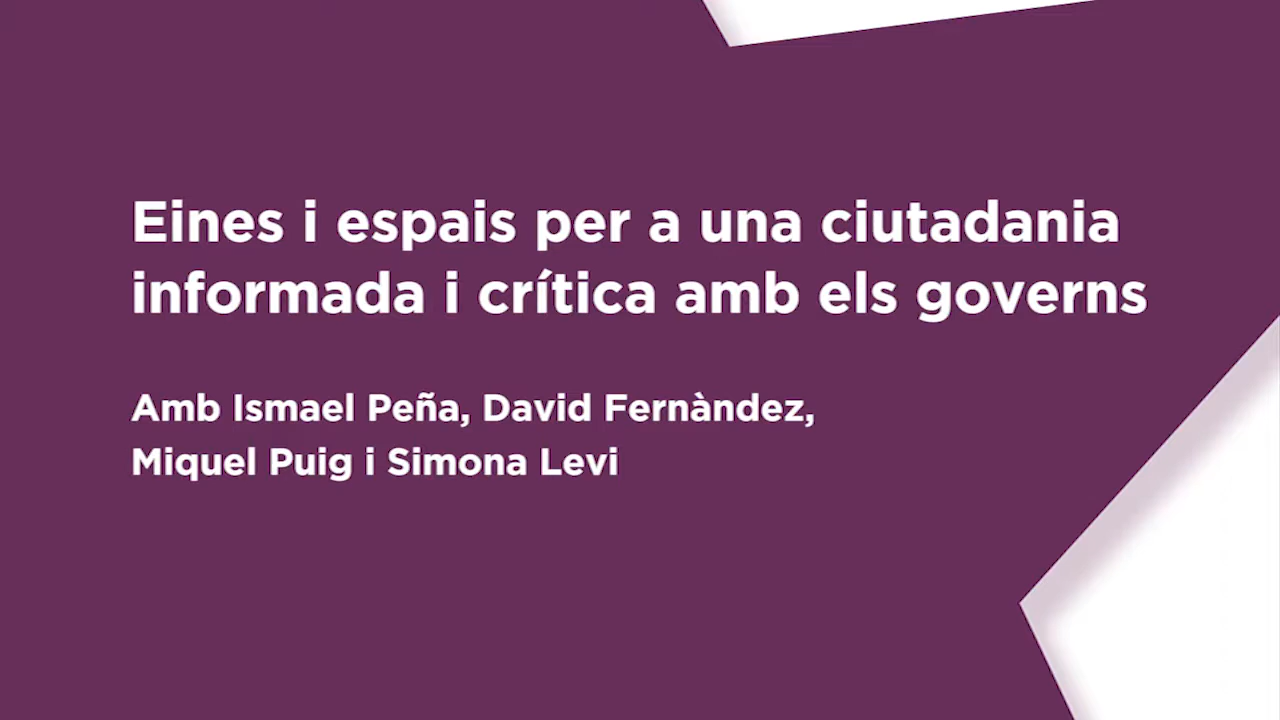 Eines i espais per a una ciutadania
informada i crítica amb els governs
Amb Ismael Peña, David Fernàndez,
Miquel Puig i Simona Levi